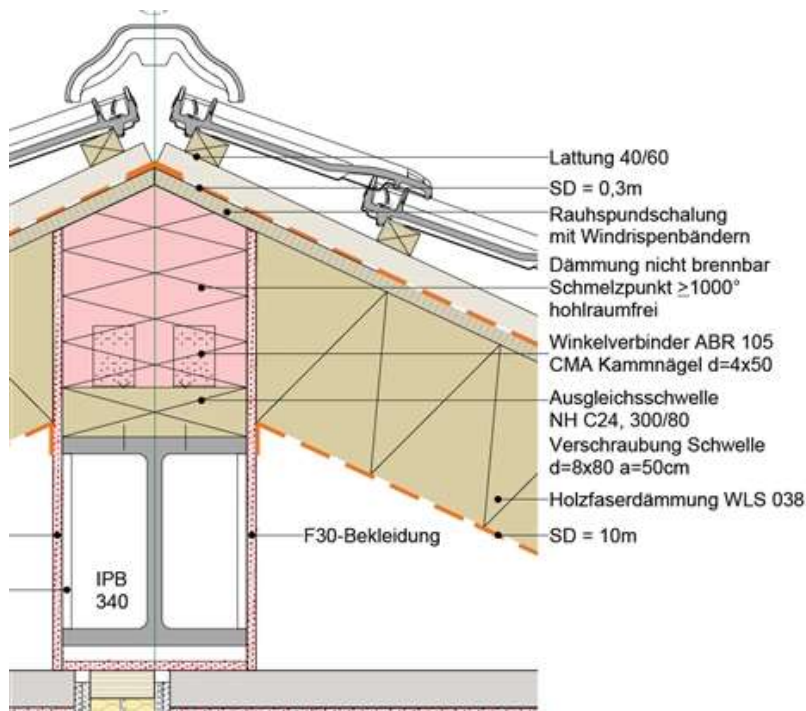 Lattung 40/60
SD = 0,3m
Rauhspundschalung
mit Windrispenbändern
Dämmung nicht brennbar
Schmelzpunkt ≥1000°
hohlraumfrei
Winkelverbinder ABR 105
CMA Kammnägel d=4x50
Ausgleichsschwelle
NH C24, 300/80
Verschraubung Schwelle
d=8x80 a=50cm
Holzfaserdämmung WLS 038
F30-Bekleidung
SD = 10m
IPB
340